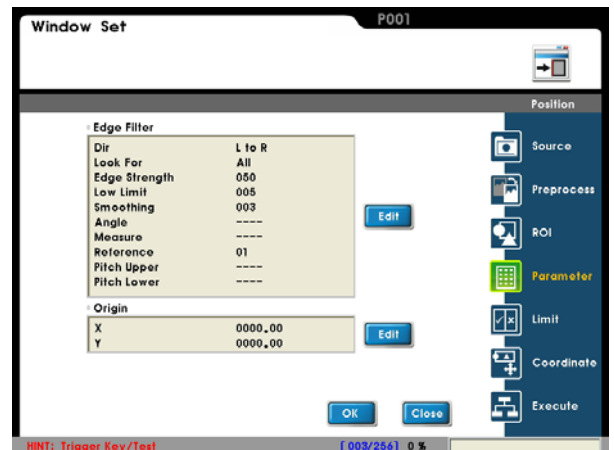 Window Set
P001
Position
Edge Filter
Dir L to R
Look For All
Edge Strength 050
Low Limit 005
Smoothing 003
Angle ----
Measure ----
Reference 01
Pitch Upper ----
Pitch Lower ----
Edit
Origin
X 0000.00
Y 0000.00
Edit
OK
Close
Source
Preprocess
ROI
Parameter
Limit
Coordinate
Execute
HINT: Trigger Key/Test
[003/256] 0 %